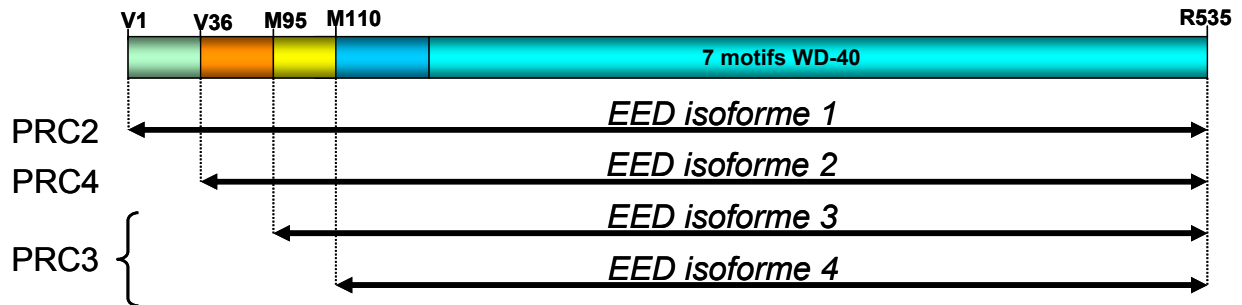 V1 V36 M95 M110 R535
7 motifs WD-40
PRC2 EED isoforme 1
PRC4 EED isoforme 2
EED isoforme 3
PRC3
EED isoforme 4